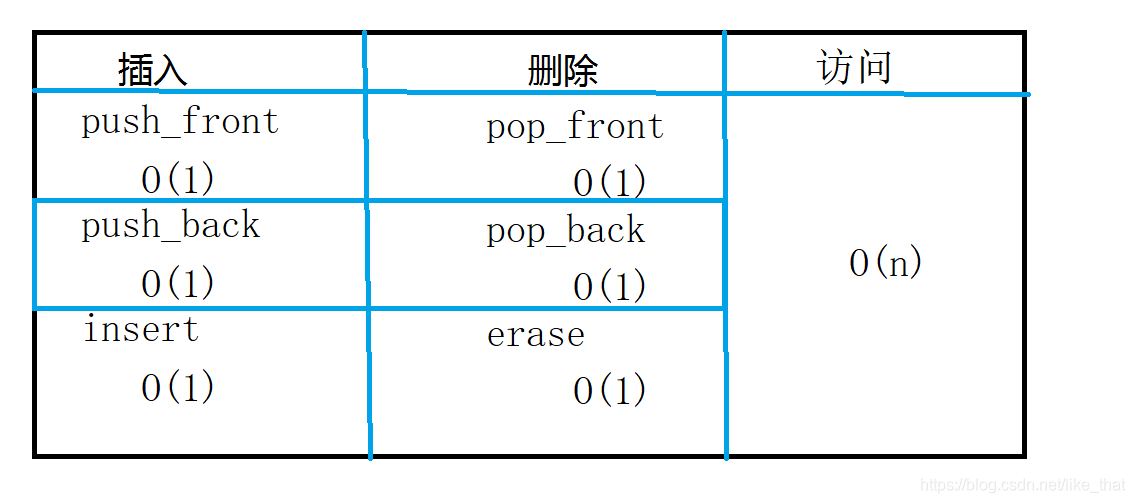 插入 删除 访问
push_front pop_front
O(1) O(1)
push_back pop_back
O(1) O(1)
O(n)
insert erase
O(1) O(1)
https://blog.csdn.net/like_that